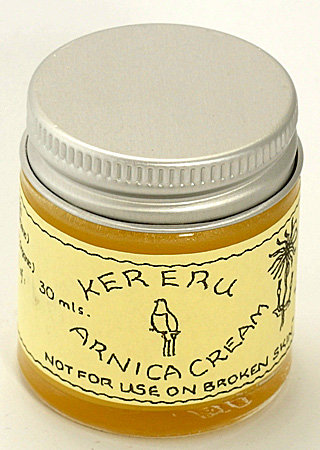 KERERU
30 mls.
ARNICA CREAM
NOT FOR USE ON BROKEN SKIN